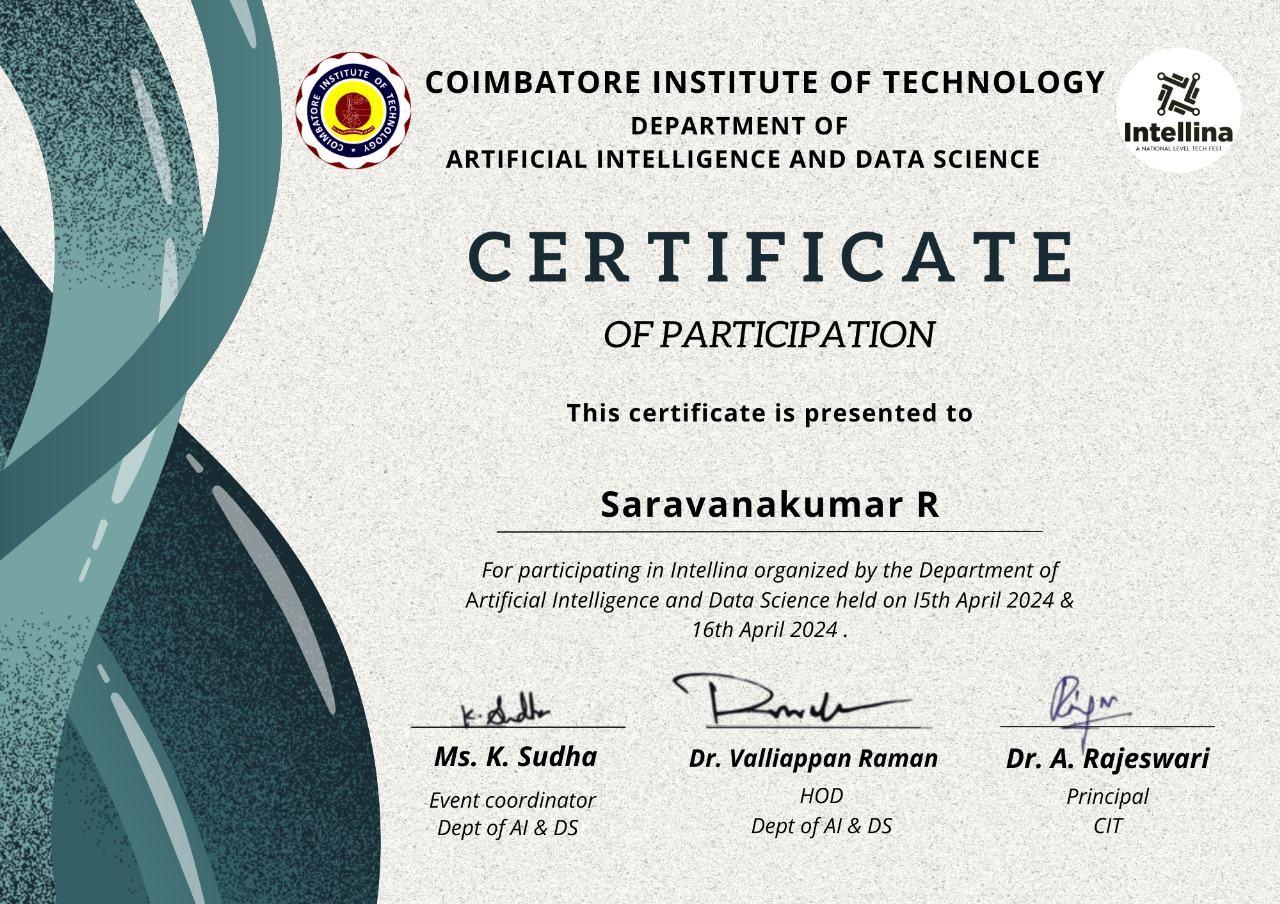 COIMBATORE INSTITUTE OF TECHNOLOGY
COIMBATORE INSTITUTE OF TECHNOLOGY
DEPARTMENT OF
ARTIFICIAL INTELLIGENCE AND DATA SCIENCE
Intellina
A NATIONAL LEVEL TECH FEST
CERTIFICATE
OF PARTICIPATION
This certificate is presented to
Saravanakumar R
For participating in Intellina organized by the Department of
Artificial Intelligence and Data Science held on I5th April 2024 &
16th April 2024 .
K. Sudha
Ms. K. Sudha
Event coordinator
Dept of AI & DS
Dr. Valliappan Raman
HOD
Dept of AI & DS
Dr. A. Rajeswari
Principal
CIT